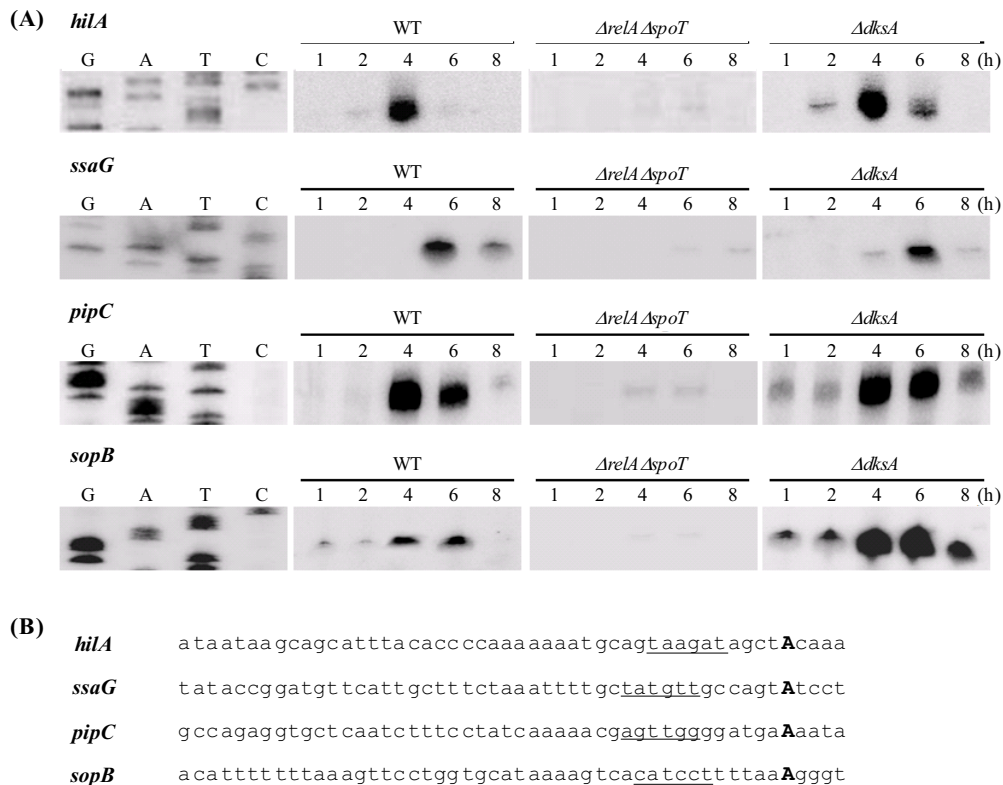 (A) hilA
WT ΔrelA ΔspoT ΔdksA
G A T C 1 2 4 6 8 1 2 4 6 8 1 2 4 6 8 (h)
ssaG
WT ΔrelA ΔspoT ΔdksA
G A T C 1 2 4 6 8 1 2 4 6 8 1 2 4 6 8 (h)
pipC
WT ΔrelA ΔspoT ΔdksA
G A T C 1 2 4 6 8 1 2 4 6 8 1 2 4 6 8 (h)
sopB
WT ΔrelA ΔspoT ΔdksA
G A T C 1 2 4 6 8 1 2 4 6 8 1 2 4 6 8 (h)
(B)
hilA ataataagcagcatttacaccccaaaaaaatgcagtaagatagctAcaaa
ssaG tataccggatgttcattgctttctaaattttgctatgttgccagtAtcct
pipC gccagaggtgctcaatctttcctatcaaaacgagttggggatgaAaata
sopB acatttttttaaagttcctggtgcataaaagtcacatccttttaaAgggt